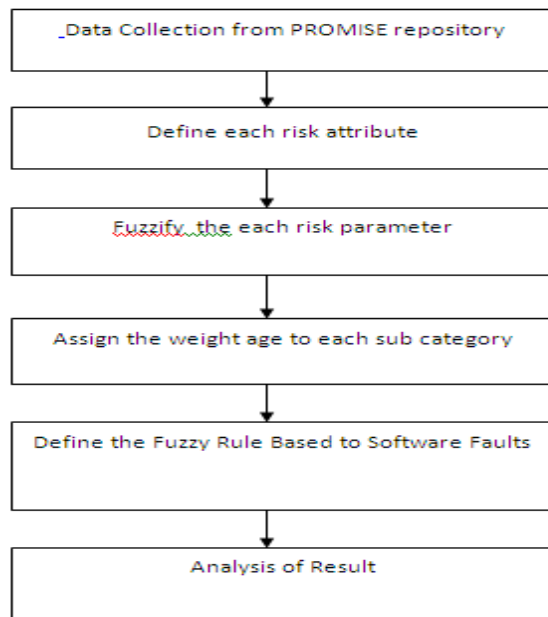 _Data Collection from PROMISE repository
Define each risk attribute
Fuzzify the each risk parameter
Assign the weight age to each sub category
Define the Fuzzy Rule Based to Software Faults
Analysis of Result